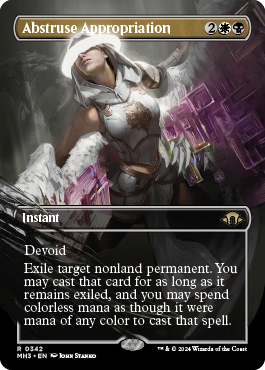 Abstruse Appropriation 2
Instant
Devoid
Exile target nonland permanent. You
may cast that card for as long as it
remains exiled, and you may spend
colorless mana as though it were
mana of any color to cast that spell.
R 0342
MH3 • EN John Stanko
™ & © 2024 Wizards of the Coast